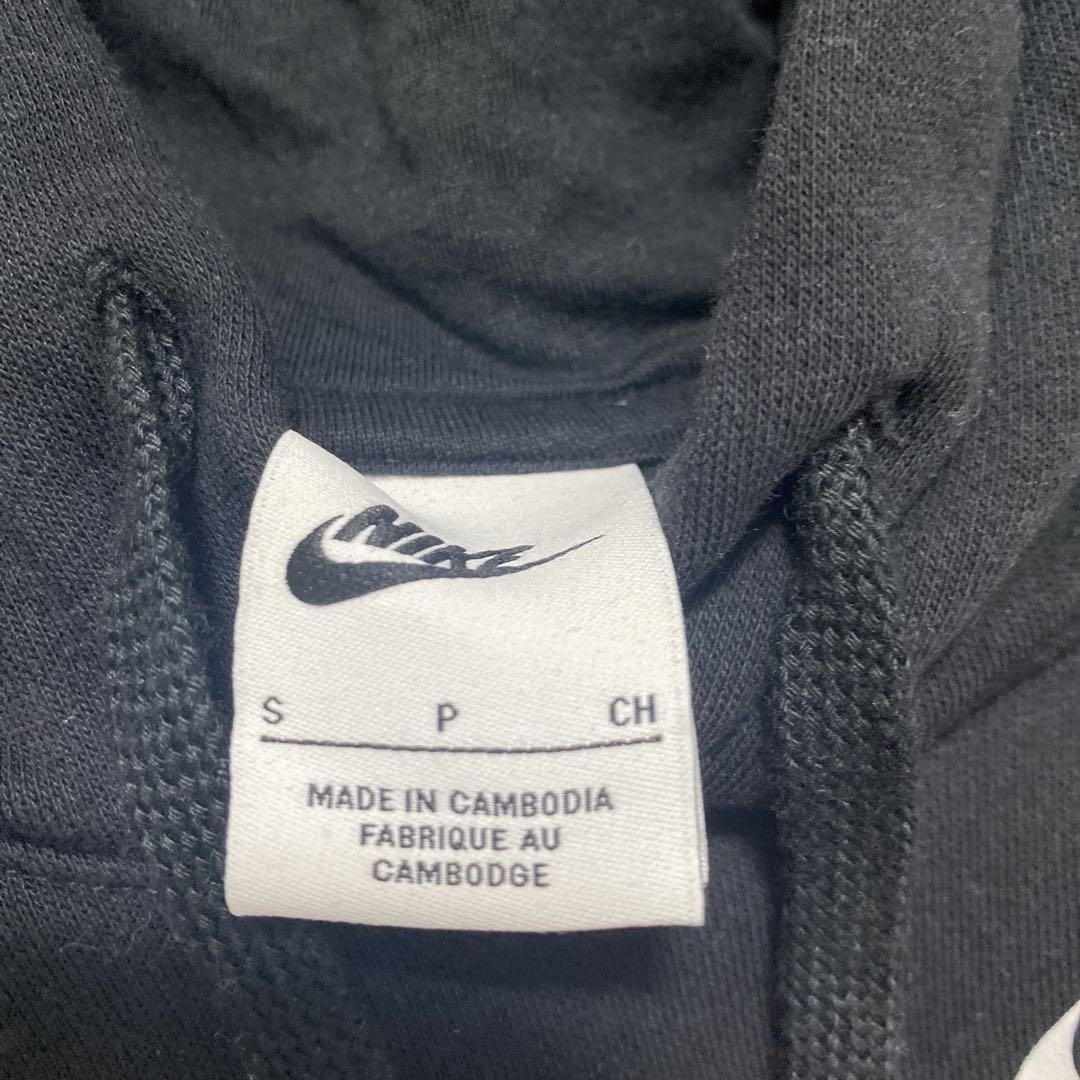 NIKE
S P CH
MADE IN CAMBODIA
FABRIQUE AU
CAMBODGE